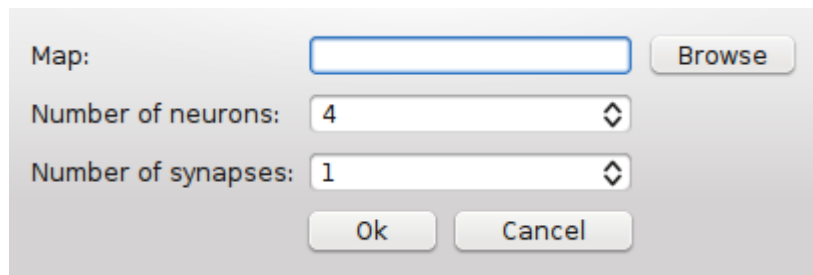 Map: Browse
Number of neurons: 4
Number of synapses: 1
Ok Cancel